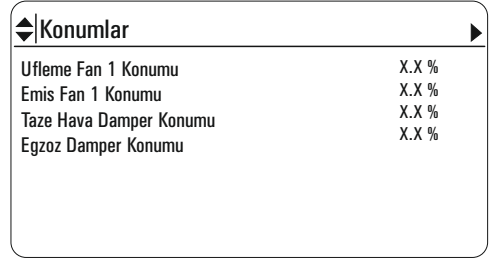 Konumlar
Ufleme Fan 1 Konumu X.X %
Emis Fan 1 Konumu X.X %
Taze Hava Damper Konumu X.X %
Egzoz Damper Konumu X.X %